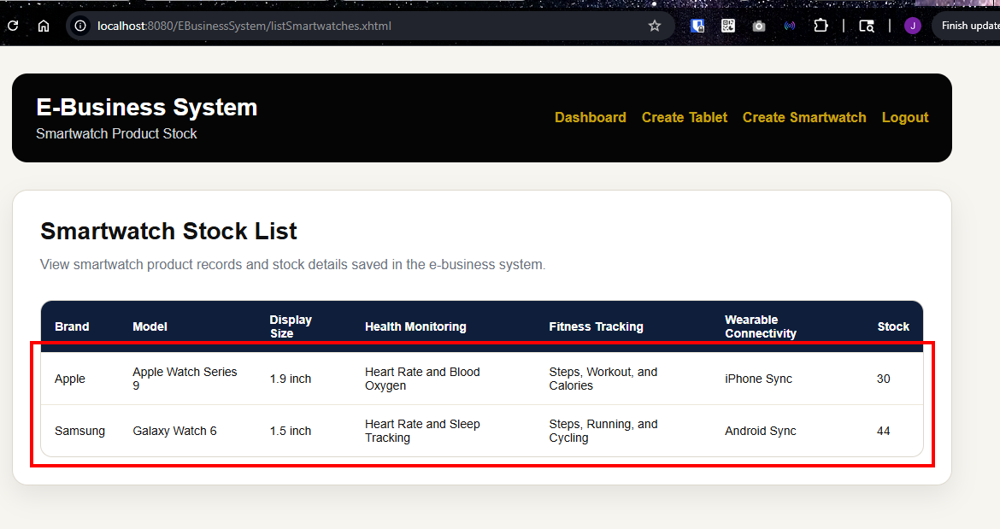 localhost:8080/EBusinessSystem/listSmartwatches.xhtml
J
Finish update
E-Business System
Smartwatch Product Stock
Dashboard Create Tablet Create Smartwatch Logout
Smartwatch Stock List
View smartwatch product records and stock details saved in the e-business system.
Brand Model Display Size Health Monitoring Fitness Tracking Wearable Connectivity Stock
Apple Apple Watch Series 9 1.9 inch Heart Rate and Blood Oxygen Steps, Workout, and Calories iPhone Sync 30
Samsung Galaxy Watch 6 1.5 inch Heart Rate and Sleep Tracking Steps, Running, and Cycling Android Sync 44